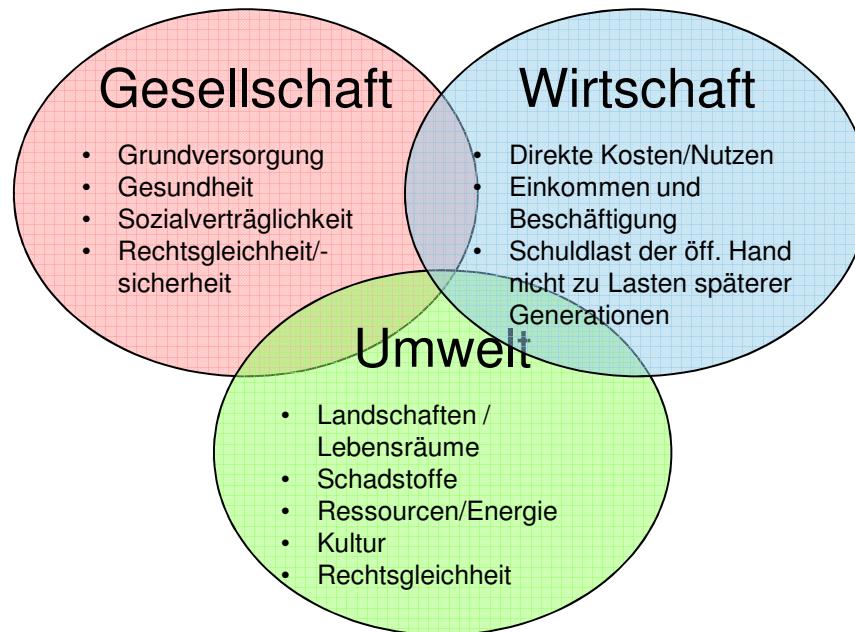 Gesellschaft
• Grundversorgung
• Gesundheit
• Sozialverträglichkeit
• Rechtsgleichheit/-
sicherheit
Wirtschaft
• Direkte Kosten/Nutzen
• Einkommen und
Beschäftigung
• Schuldlast der öff. Hand
nicht zu Lasten späterer
Generationen
Umwelt
• Landschaften /
Lebensräume
• Schadstoffe
• Ressourcen/Energie
• Kultur
• Rechtsgleichheit